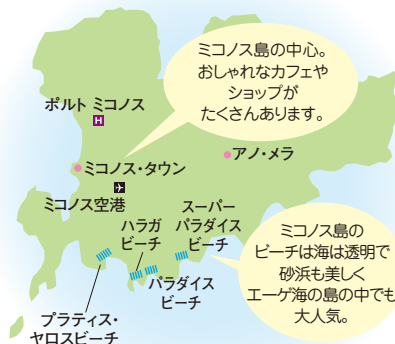 ミコノス島の中心。
おしゃれなカフェや
ショップが
たくさんあります。
ポルト ミコノス
H
アノ・メラ
ミコノス・タウン
ミコノス空港
スーパー
パラダイス
ビーチ
ハラガ
ビーチ
パラダイス
ビーチ
プラティス・
ヤロスビーチ
ミコノス島の
ビーチは海は透明で
砂浜も美しく
エーゲ海の島の中でも
大人気。